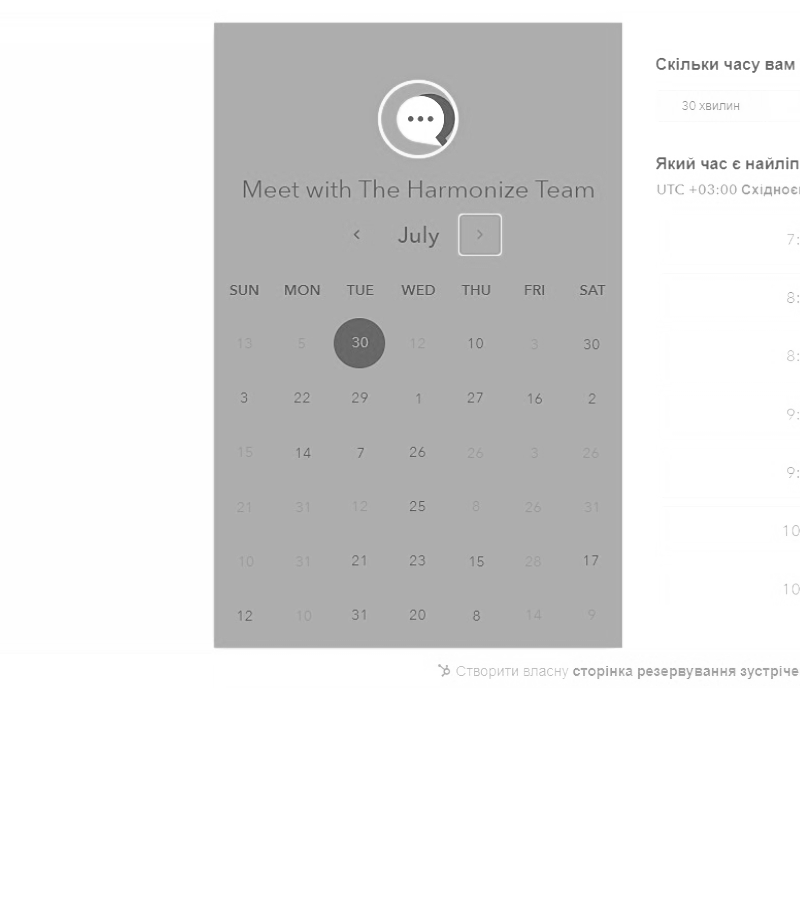 Meet with The Harmonize Team
July
SUN MON TUE WED THU FRI SAT
13 5 30 12 10 3 30
3 22 29 1 27 16 2
15 14 7 26 26 3 26
21 31 12 25 8 26 31
10 31 21 23 15 28 17
12 10 31 20 8 14 9
Скільки часу вам
30 хвилин
Який час є найліп
UTC +03:00 Східноєв
7:
8:
8:
9:
9:
10
10
Створити власну сторінка резервування зустріче